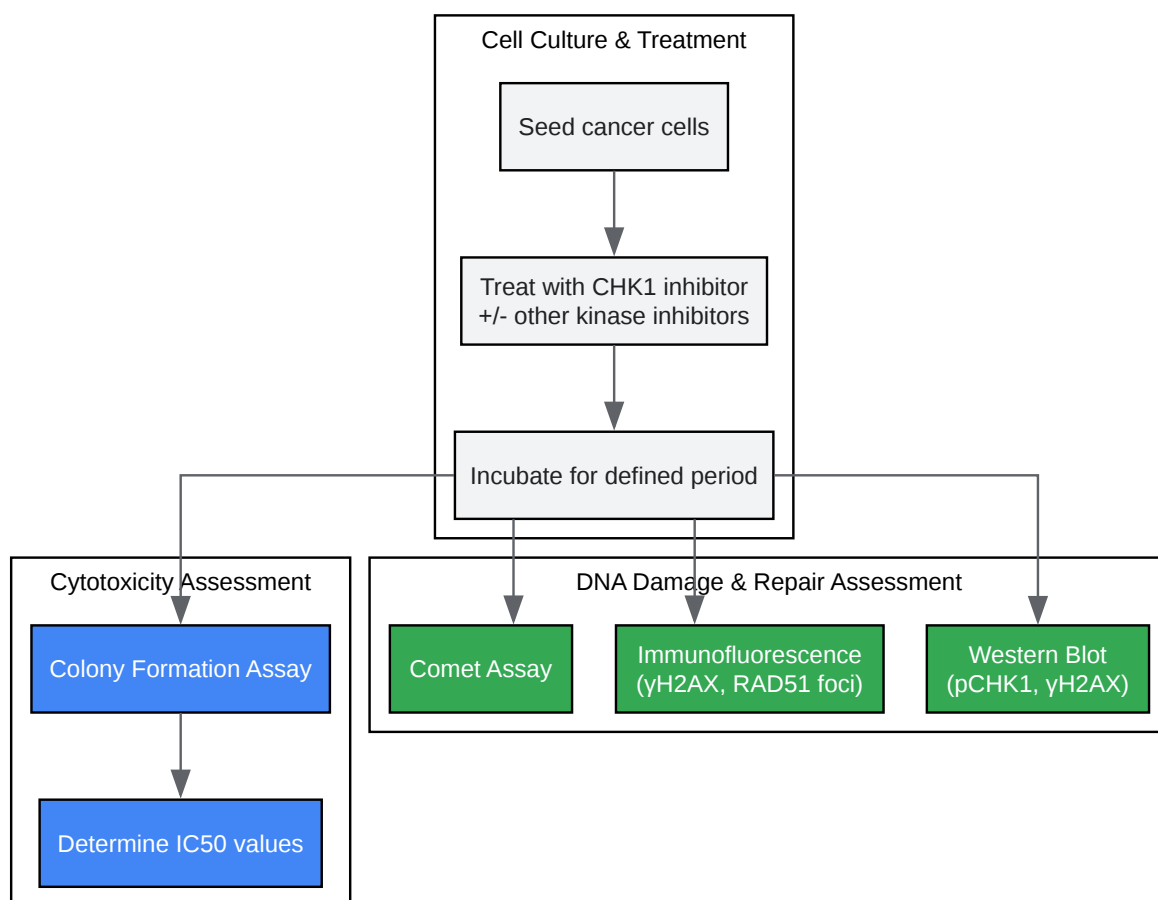 Cell Culture & Treatment
Seed cancer cells
Treat with CHK1 inhibitor
+/- other kinase inhibitors
Incubate for defined period
Cytotoxicity Assessment
Colony Formation Assay
Determine IC50 values
DNA Damage & Repair Assessment
Comet Assay
Immunofluorescence
(γH2AX, RAD51 foci)
Western Blot
(pCHK1, γH2AX)